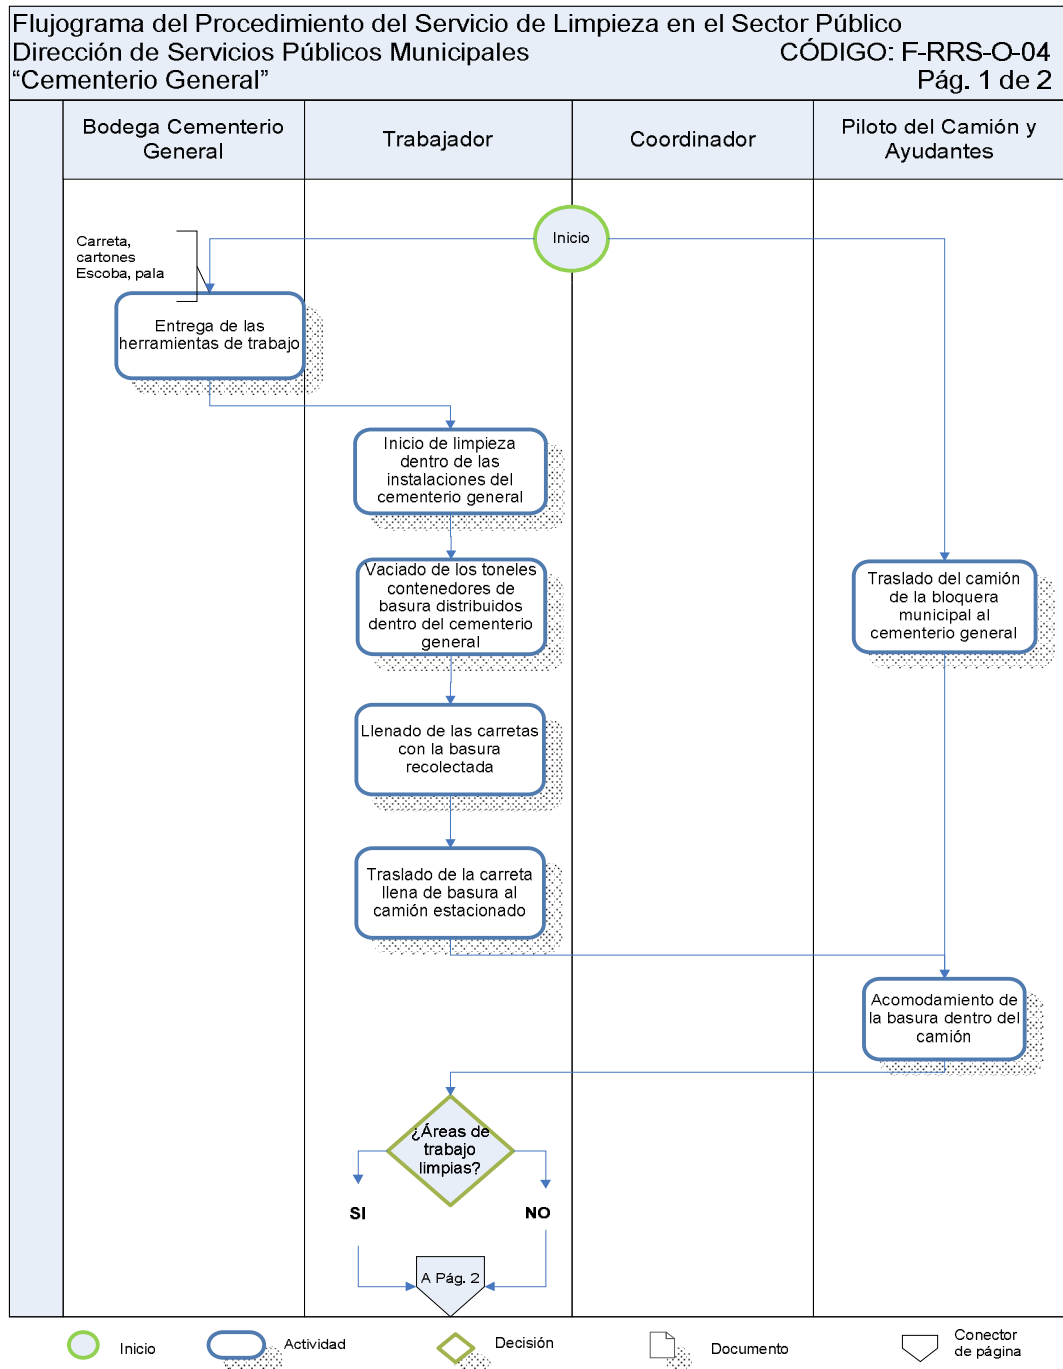 Flujograma del Procedimiento del Servicio de Limpieza en el Sector Público
Dirección de Servicios Públicos Municipales
CÓDIGO: F-RRS-O-04
“Cementerio General”
Pág. 1 de 2
Bodega Cementerio
General
Trabajador
Coordinador
Piloto del Camión y
Ayudantes
Inicio
Carreta,
cartones
Escoba, pala
Entrega de las
herramientas de trabajo
Inicio de limpieza
dentro de las
instalaciones del
cementerio general
Vaciado de los toneles
contenedores de
basura distribuidos
dentro del cementerio
general
Traslado del camión
de la bloquera
municipal al
cementerio general
Llenado de las carretas
con la basura
recolectada
Traslado de la carreta
llena de basura al
camión estacionado
Acomodamiento de
la basura dentro del
camión
¿Áreas de
trabajo
limpias?
SI
NO
A Pág. 2
Inicio
Actividad
Decisión
Documento
Conector
de página